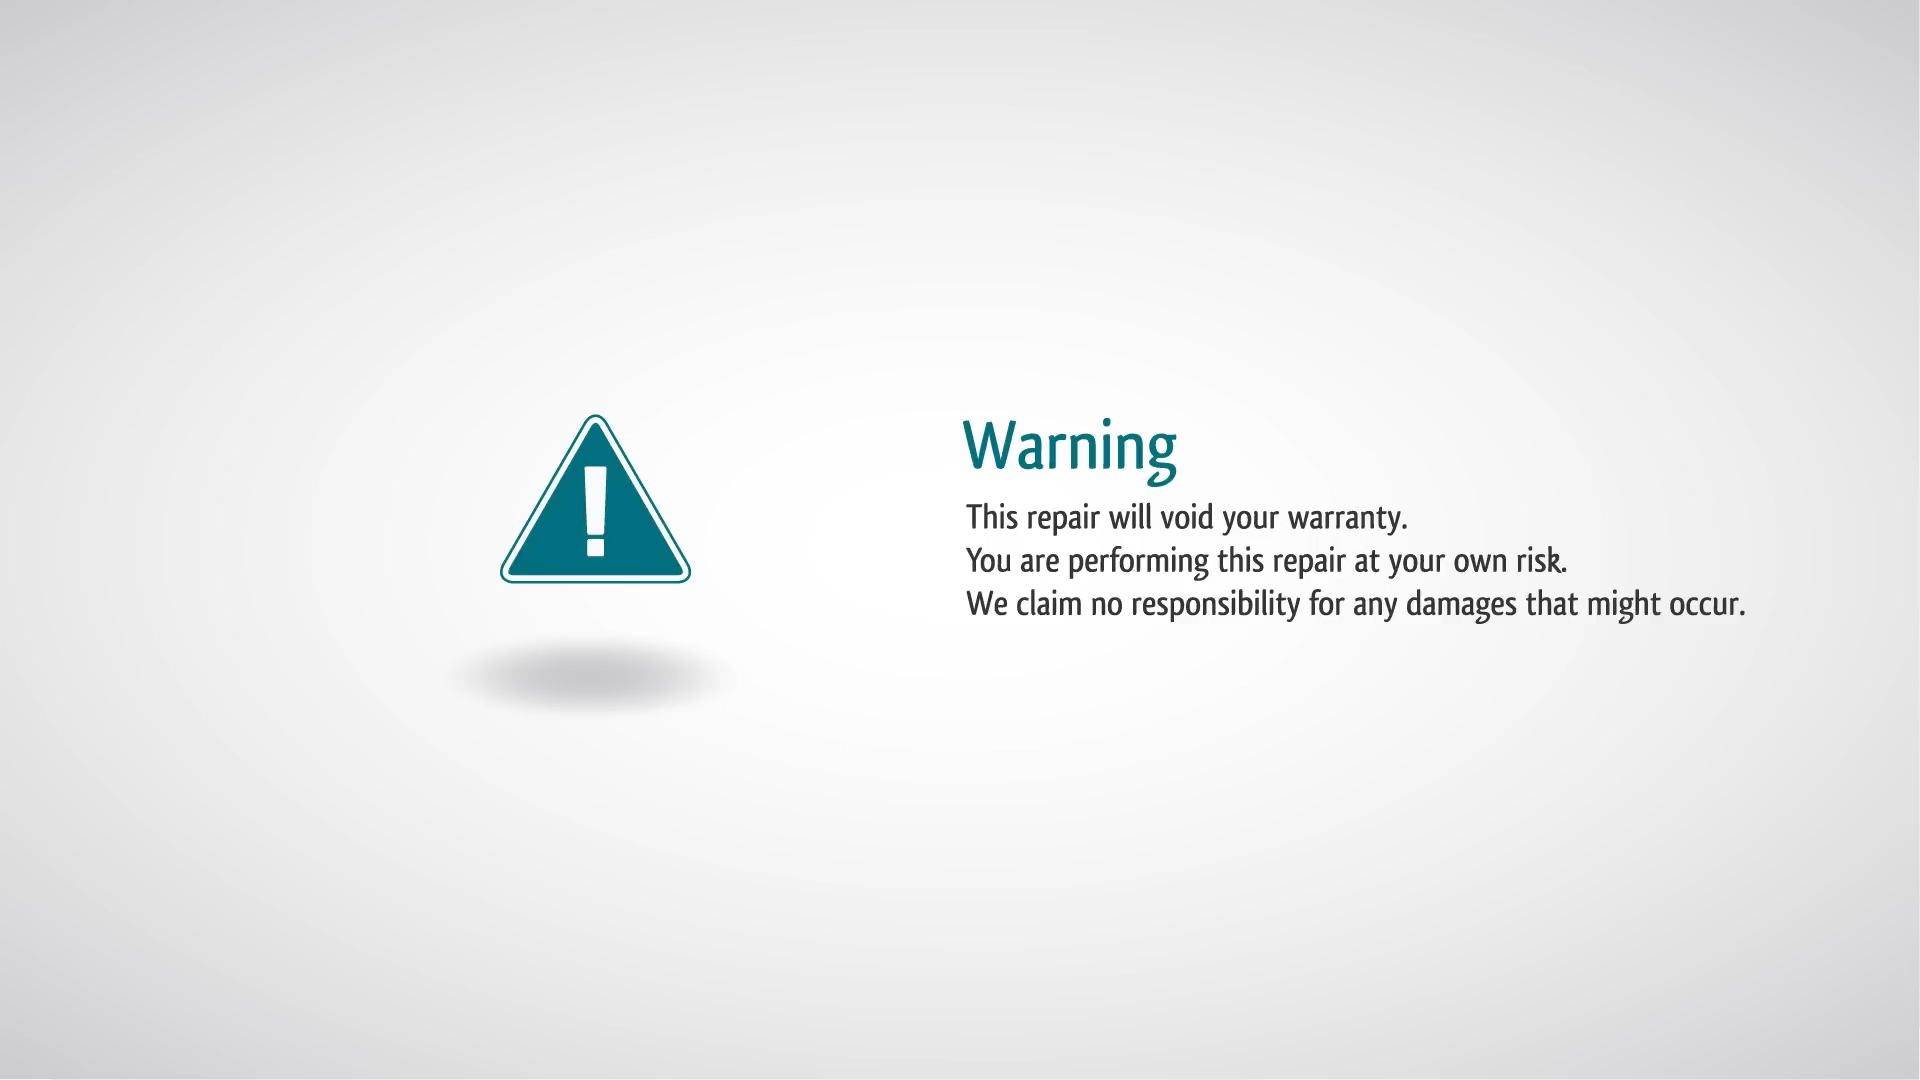 Warning
This repair will void your warranty.
You are performing this repair at your own risk.
We claim no responsibility for any damages that might occur.